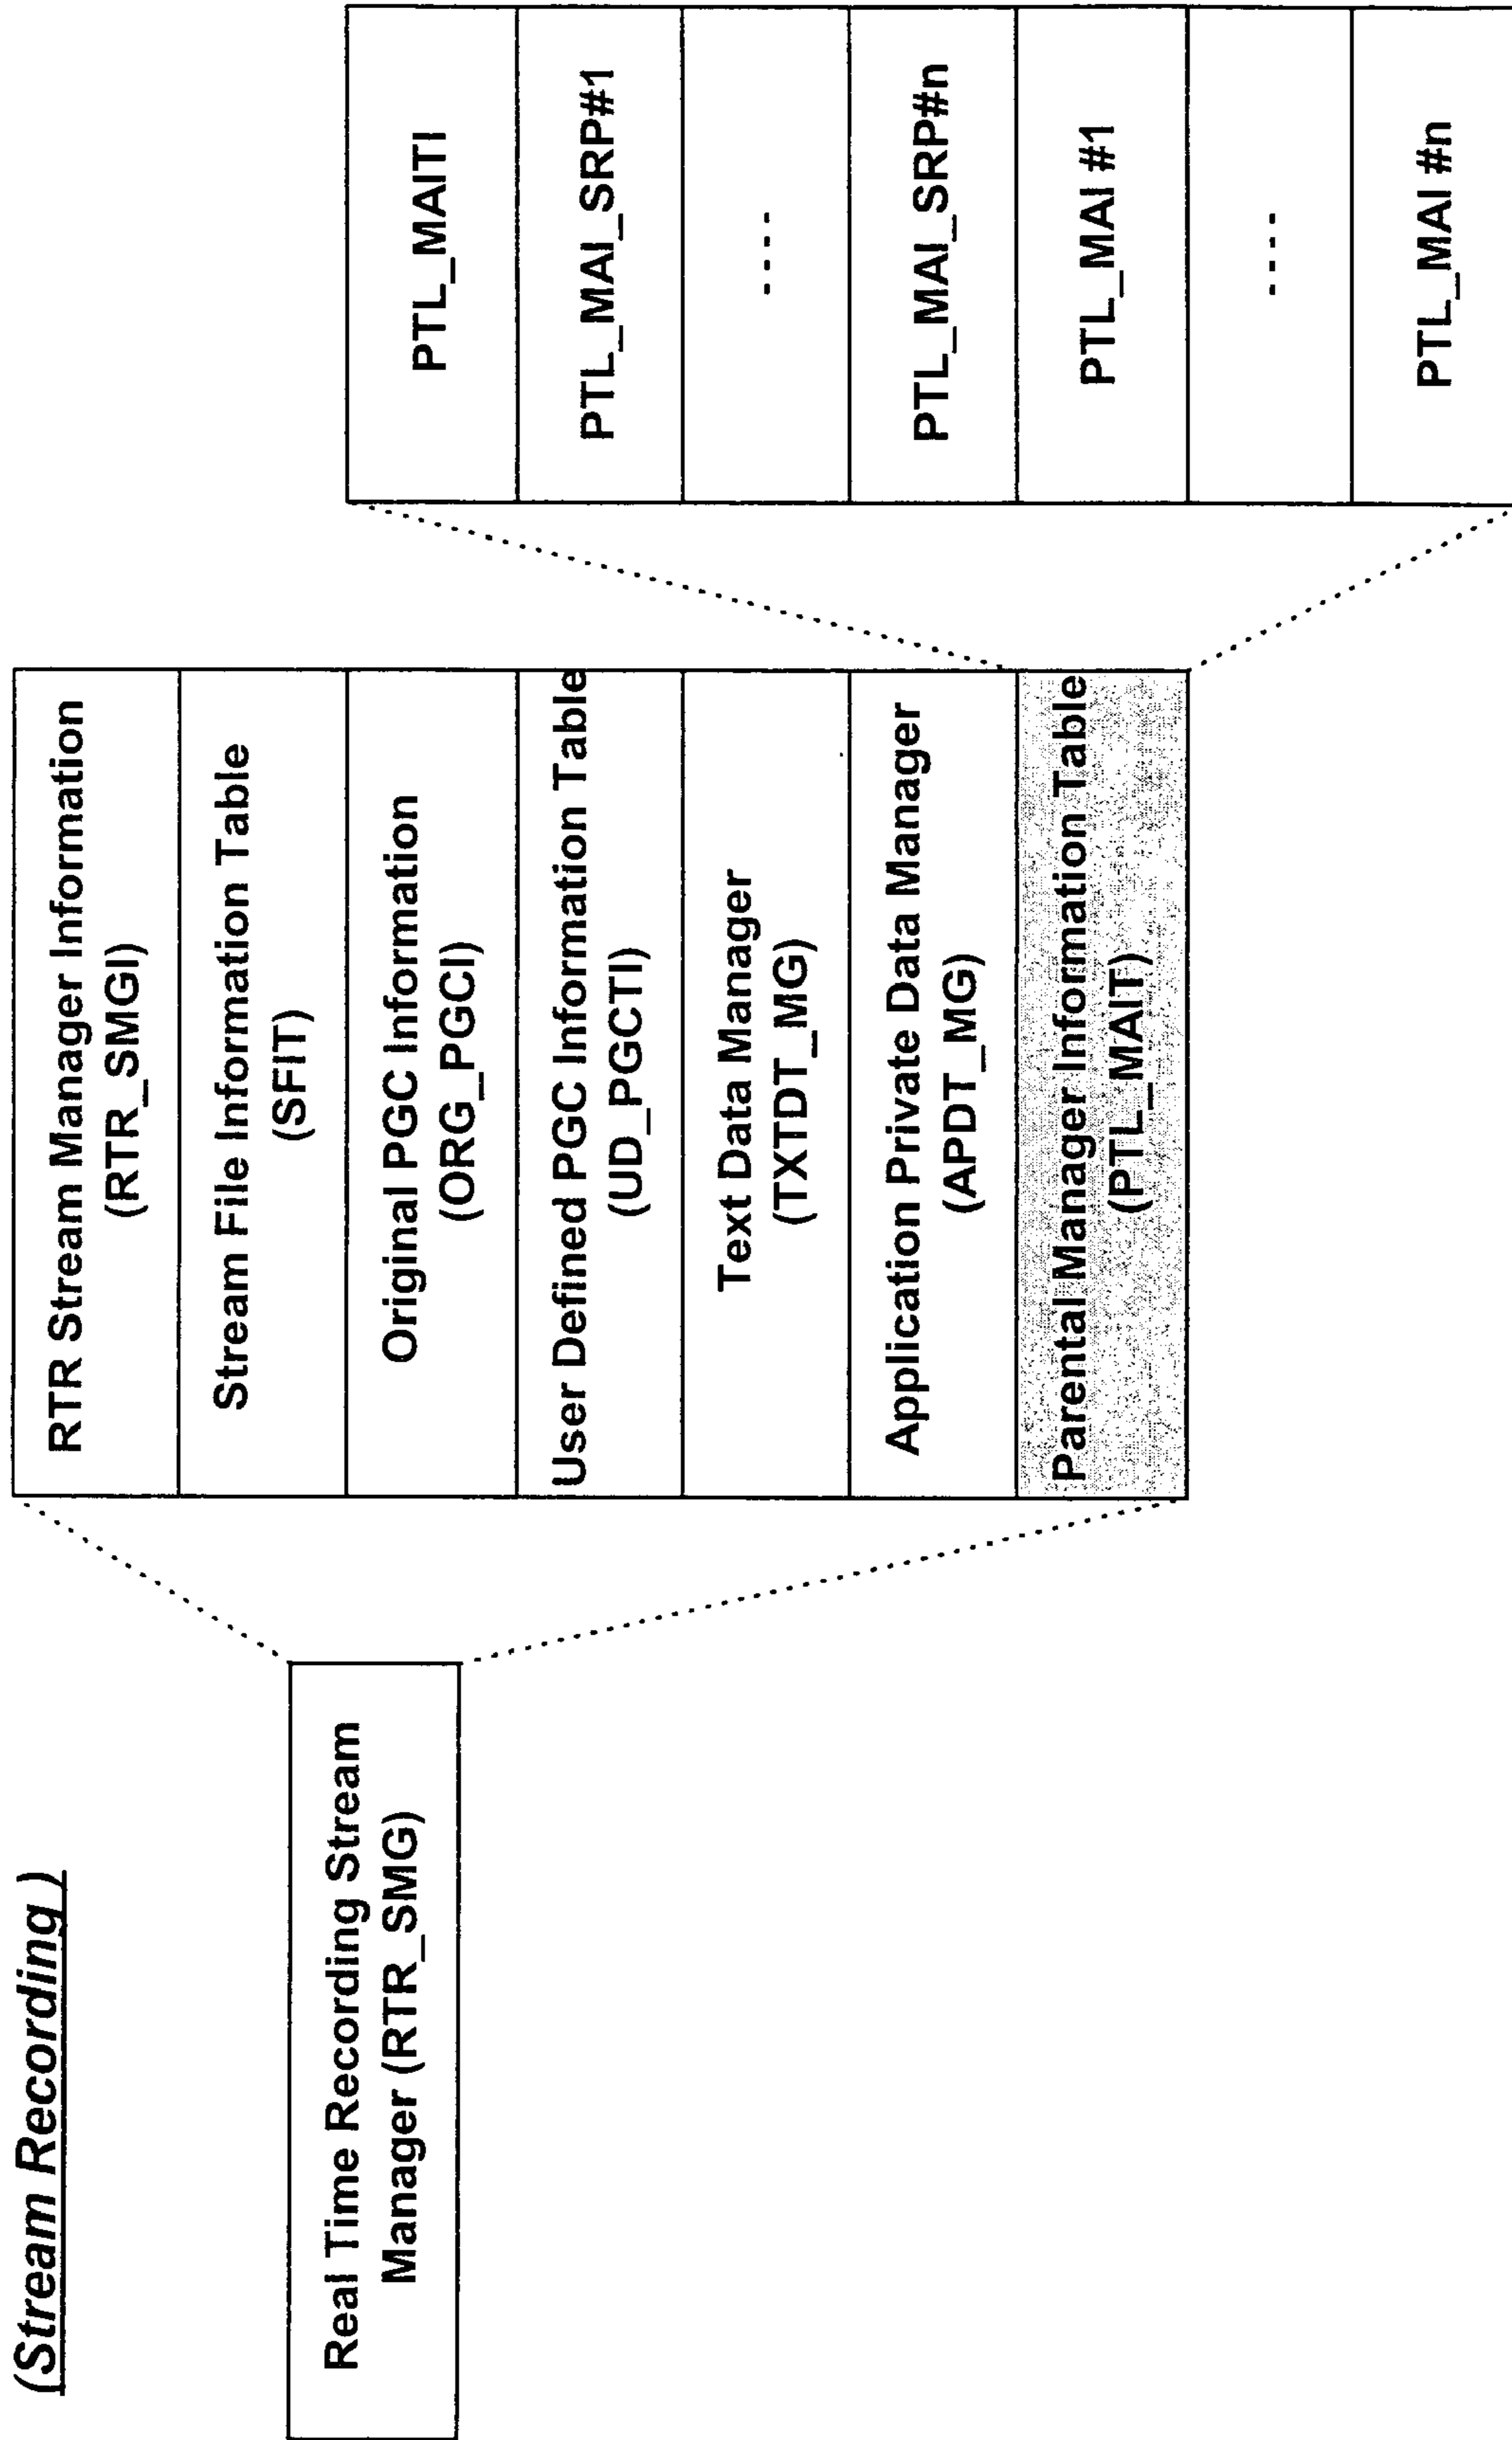 (Stream Recording )
Real Time Recording Stream
Manager (RTR_SMG)
RTR Stream Manager Information
(RTR_SMGI)
Stream File Information Table
(SFIT)
Original PGC Information
(ORG_PGCI)
User Defined PGC Information Table
(UD_PGCTI)
Text Data Manager
(TXTDT_MG)
Application Private Data Manager
(APDT_MG)
Parental Manager Information Table
(PTL_MAIT)
PTL_MAITI
PTL_MAI_SRP#1
.....
PTL_MAI_SRP#n
PTL_MAI #1
.....
PTL_MAI #n